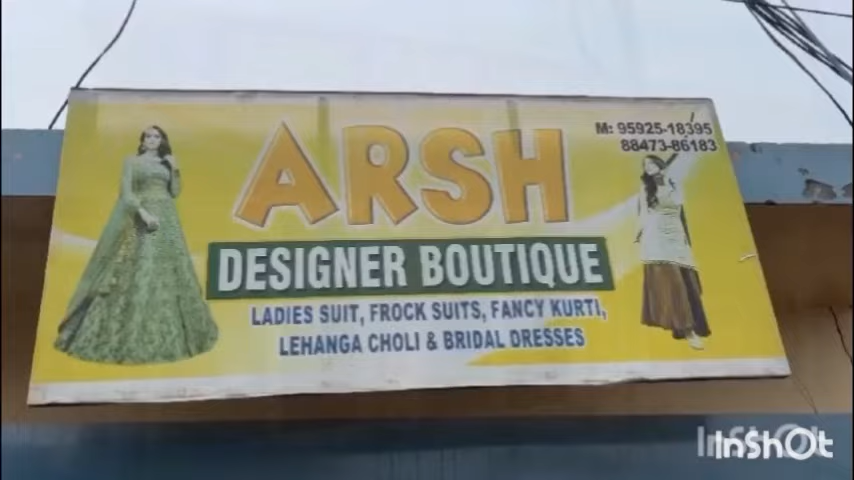 ARSH
M: 95925-18395
88473-86183
DESIGNER BOUTIQUE
LADIES SUIT, FROCK SUITS, FANCY KURTI,
LEHANGA CHOLI & BRIDAL DRESSES
InShOt